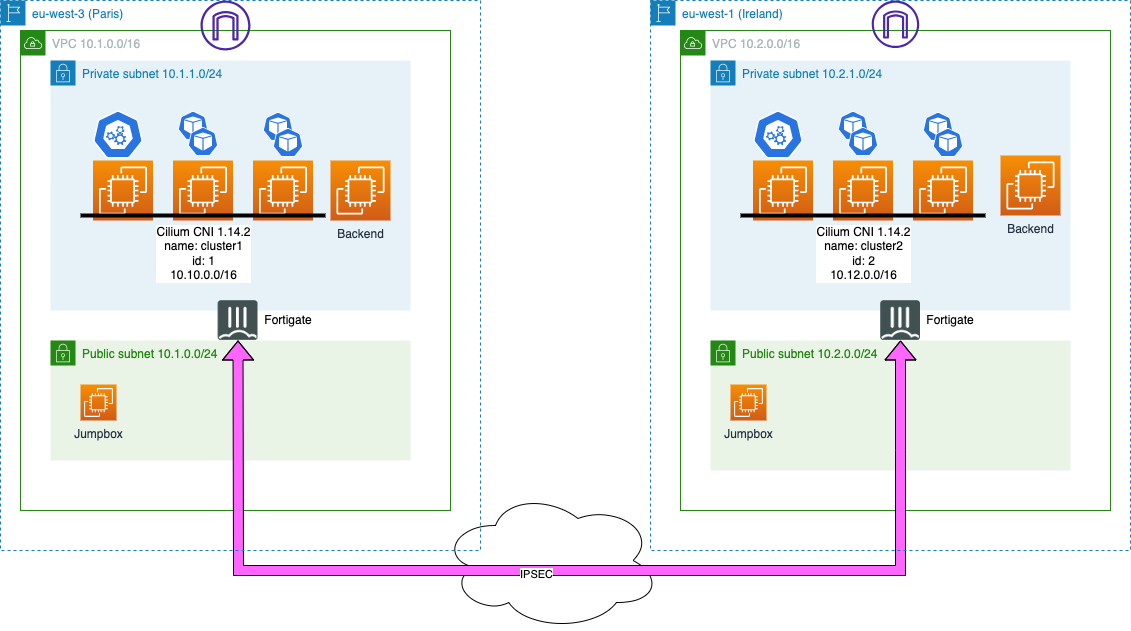 eu-west-3 (Paris)
VPC 10.1.0.0/16
Private subnet 10.1.1.0/24
Cilium CNI 1.14.2
name: cluster1
id: 1
10.10.0.0/16
Backend
Fortigate
Public subnet 10.1.0.0/24
Jumpbox
eu-west-1 (Ireland)
VPC 10.2.0.0/16
Private subnet 10.2.1.0/24
Cilium CNI 1.14.2
name: cluster2
id: 2
10.12.0.0/16
Backend
Fortigate
Public subnet 10.2.0.0/24
Jumpbox
IPSEC